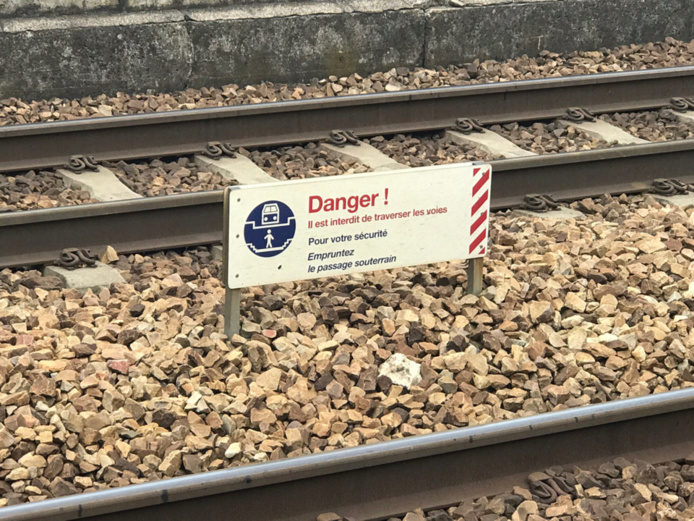 Danger !
Il est interdit de traverser les voies
Pour votre sécurité
Empruntez
le passage souterrain